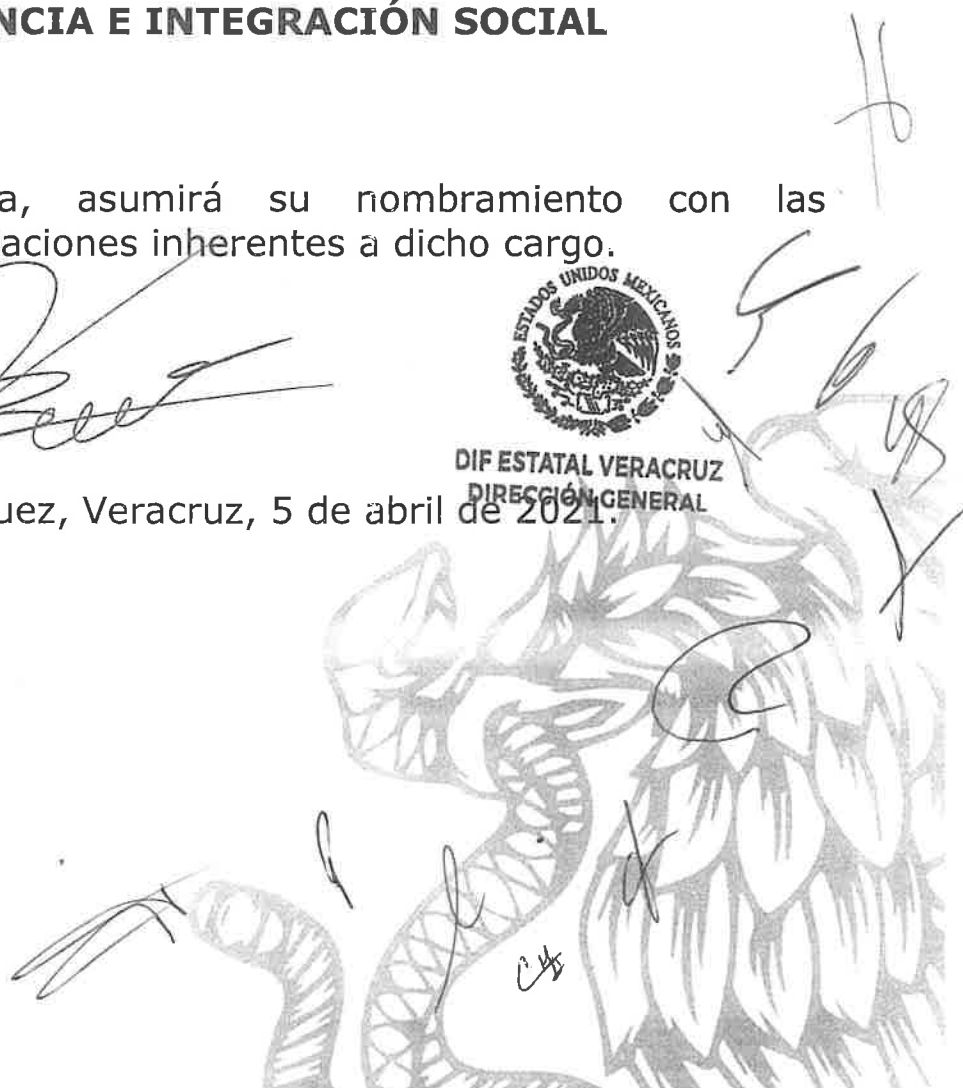 NCIA E INTEGRACIÓN SOCIAL
a, asumirá su nombramiento con las
aciones inherentes a dicho cargo.
ESTADOS UNIDOS MEXICANOS
DIF ESTATAL VERACRUZ
DIRECCIÓN GENERAL
uez, Veracruz, 5 de abril de 2021.